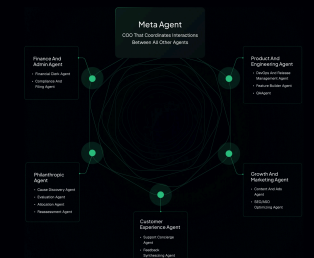 Meta Agent
COO That Coordinates Interactions
Between All Other Agents
Finance And
Admin Agent
Financial Data Agent
Compliance And
Filing Agent
Product And
Engineering Agent
DevOps And Release
Management Agent
Feature Builder Agent
QA Agent
Philanthropic
Agent
Cause Discovery Agent
Evaluation Agent
Allocation Agent
Reassessment Agent
Growth And
Marketing Agent
Content And Ads
Agent
SEO/AEO
Optimizing Agent
Customer
Experience Agent
Support Concierge
Agent
Feedback
Synthesizing Agent